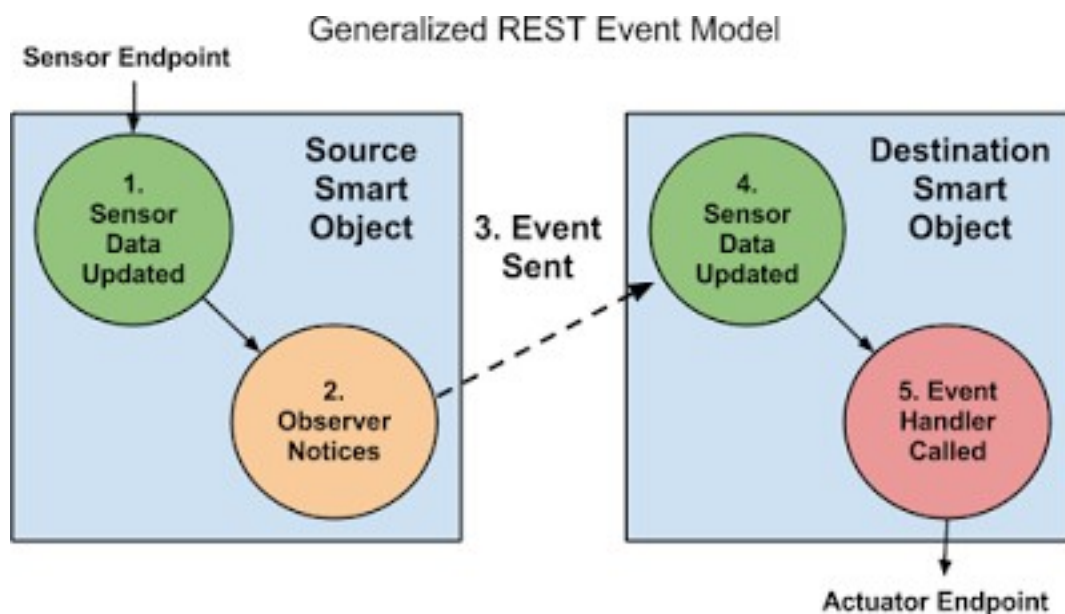 Generalized REST Event Model
Sensor Endpoint
Source
Smart
Object
1.
Sensor
Data
Updated
2.
Observer
Notices
3. Event
Sent
Destination
Smart
Object
4.
Sensor
Data
Updated
5. Event
Handler
Called
Actuator Endpoint